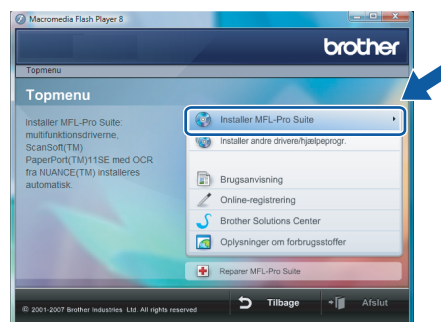 Macromedia Flash Player 8
brother
Topmenu
Topmenu
Installer MFL-Pro Suite:
multifunktionsdriverne,
ScanSoft(TM)
PaperPort(TM)11SE med OCR
fra NUANCE(TM) installeres
automatisk.
Installer MFL-Pro Suite
Installer andre drivere/hjælpeprogr.
Brugsanvisning
Online-registrering
Brother Solutions Center
Oplysninger om forbrugsstoffer
Reparer MFL-Pro Suite
© 2001-2007 Brother Industries Ltd. All rights reserved
Tilbage
Afslut